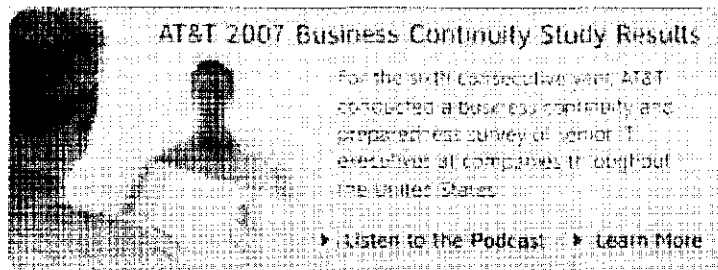 AT&T 2007 Business Continuity Study Results
For the sixth consecutive year, AT&T
conducted a business continuity and
preparedness survey of senior IT
executives at companies throughout
the United States
Listen to the Podcast
Learn More